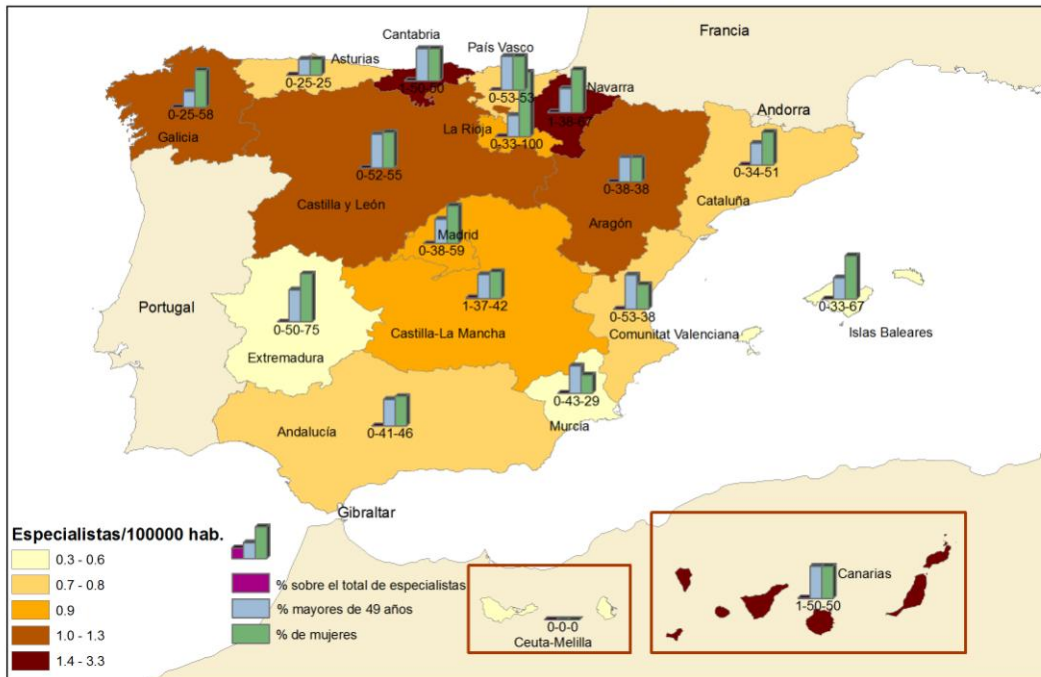 Francia
Cantabria
País Vasco
Asturias
Navarra
0-25-25
0-53-53
Andorra
0-25-58
La Rioja
Galicia
0-33-100
0-34-51
0-52-55
0-38-38
Cataluña
Castilla y León
Aragón
Madrid
0-38-59
Portugal
1-37-42
0-33-67
0-50-75
0-53-38
Castilla-La Mancha
Comunitat Valenciana
Islas Baleares
Extremadura
0-43-29
0-41-46
Andalucía
Murcia
Gibraltar
Especialistas/100000 hab.
0.3 - 0.6
0.7 - 0.8
0.9
1.0 - 1.3
1.4 - 3.3
% sobre el total de especialistas
% mayores de 49 años
% de mujeres
0-0-0
Ceuta-Melilla
Canarias
1-50-50